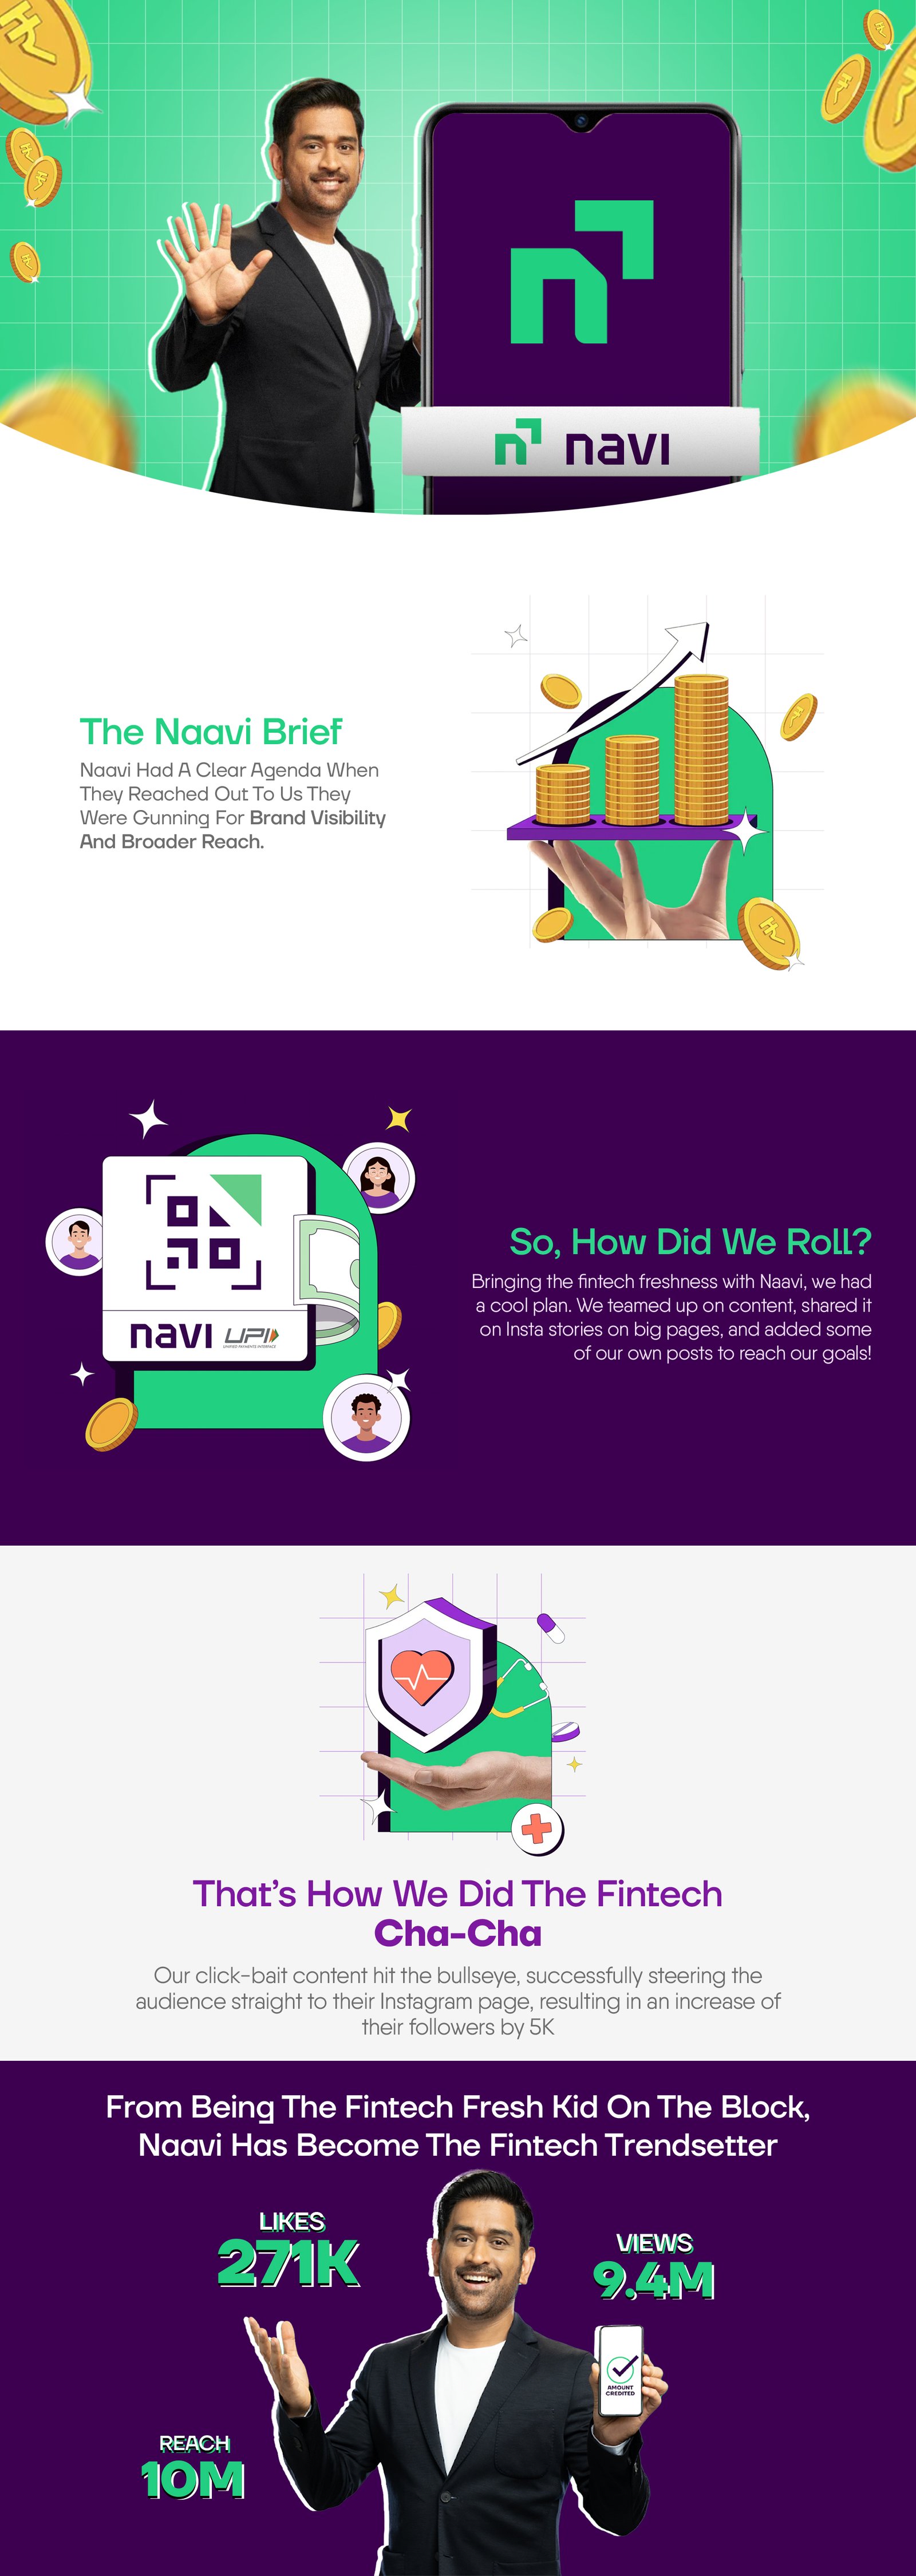 navi
The Naavi Brief
Naavi Had A Clear Agenda When
They Reached Out To Us They
Were Gunning For Brand Visibility
And Broader Reach.
navi UPI
UNIFIED PAYMENTS INTERFACE
So, How Did We Roll?
Bringing the fintech freshness with Naavi, we had
a cool plan. We teamed up on content, shared it
on Insta stories on big pages, and added some
of our own posts to reach our goals!
That's How We Did The Fintech
Cha-Cha
Our click-bait content hit the bullseye, successfully steering the
audience straight to their Instagram page, resulting in an increase of
their followers by 5K
From Being The Fintech Fresh Kid On The Block,
Naavi Has Become The Fintech Trendsetter
LIKES
271K
VIEWS
9.4M
AMOUNT
CREDITED
REACH
10M